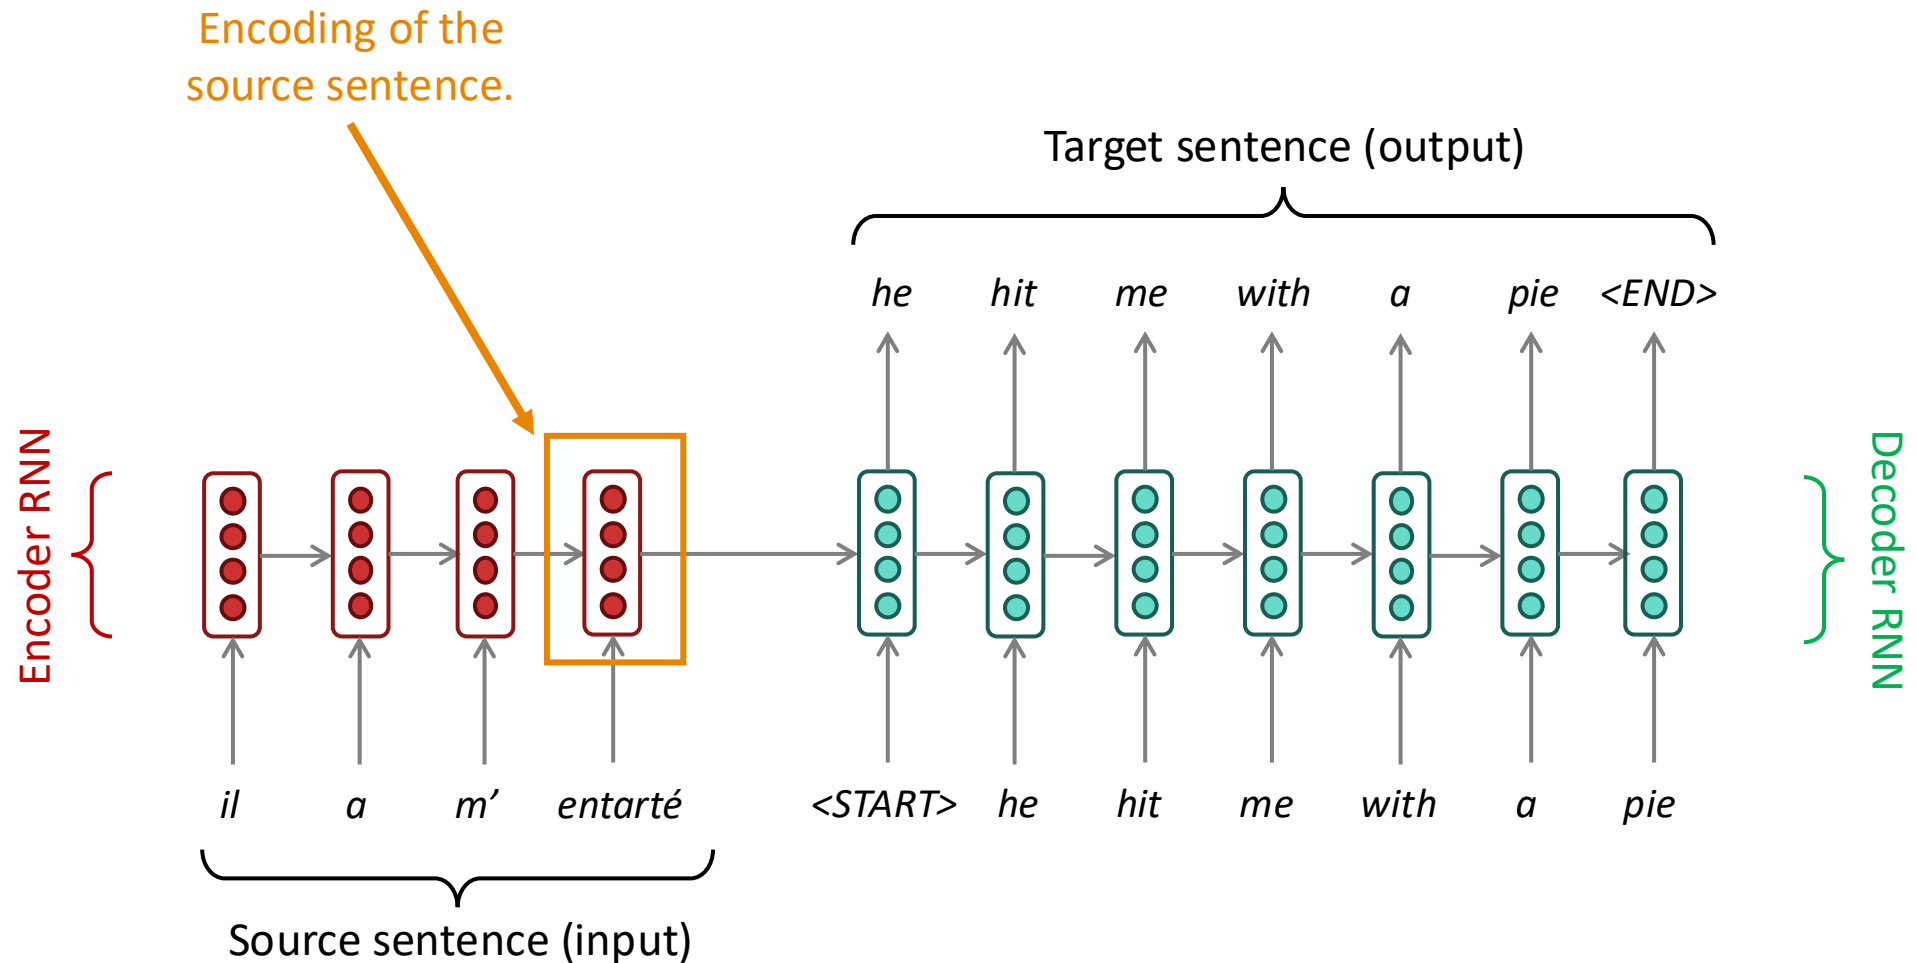 Encoding of the
source sentence.
Target sentence (output)
he hit me with a pie <END>
Encoder RNN
Decoder RNN
il a m’ entarté <START> he hit me with a pie
Source sentence (input)